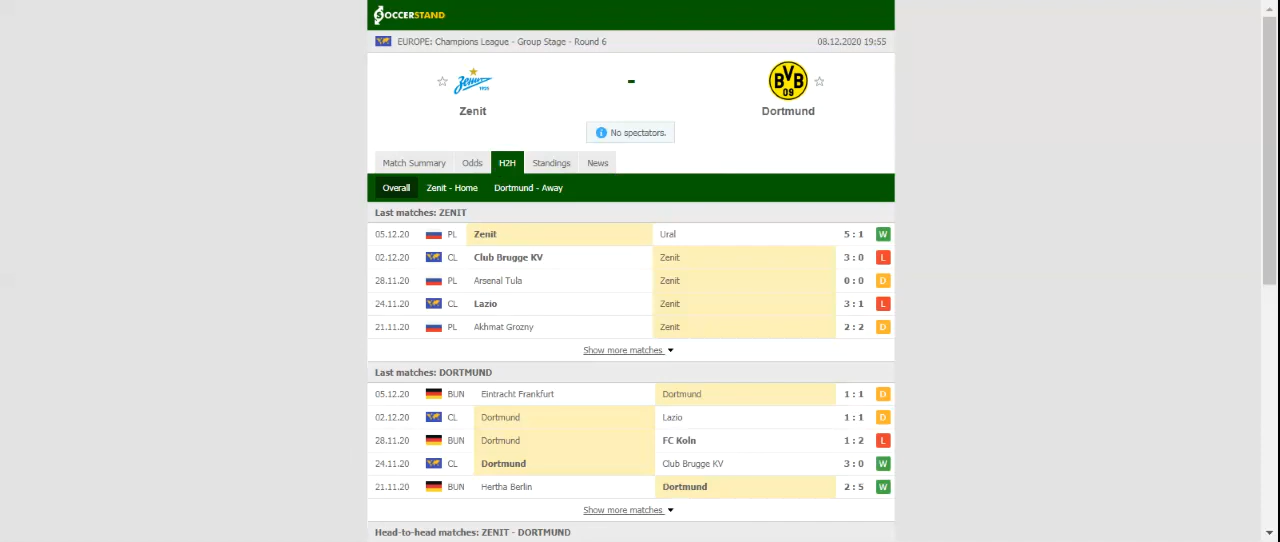 SOCCERSTAND
EUROPE: Champions League - Group Stage - Round 6 08.12.2020 19:55
-
Zenit Dortmund
No spectators.
Match Summary Odds H2H Standings News
Overall Zenit - Home Dortmund - Away
Last matches: ZENIT
05.12.20 PL Zenit Ural 5 : 1 W
02.12.20 CL Club Brugge KV Zenit 3 : 0 L
28.11.20 PL Arsenal Tula Zenit 0 : 0 D
24.11.20 CL Lazio Zenit 3 : 1 L
21.11.20 PL Akhmat Grozny Zenit 2 : 2 D
Show more matches
Last matches: DORTMUND
05.12.20 BUN Eintracht Frankfurt Dortmund 1 : 1 D
02.12.20 CL Dortmund Lazio 1 : 1 D
28.11.20 BUN Dortmund FC Koln 1 : 2 L
24.11.20 CL Dortmund Club Brugge KV 3 : 0 W
21.11.20 BUN Hertha Berlin Dortmund 2 : 5 W
Show more matches
Head-to-head matches: ZENIT - DORTMUND
BVB
09